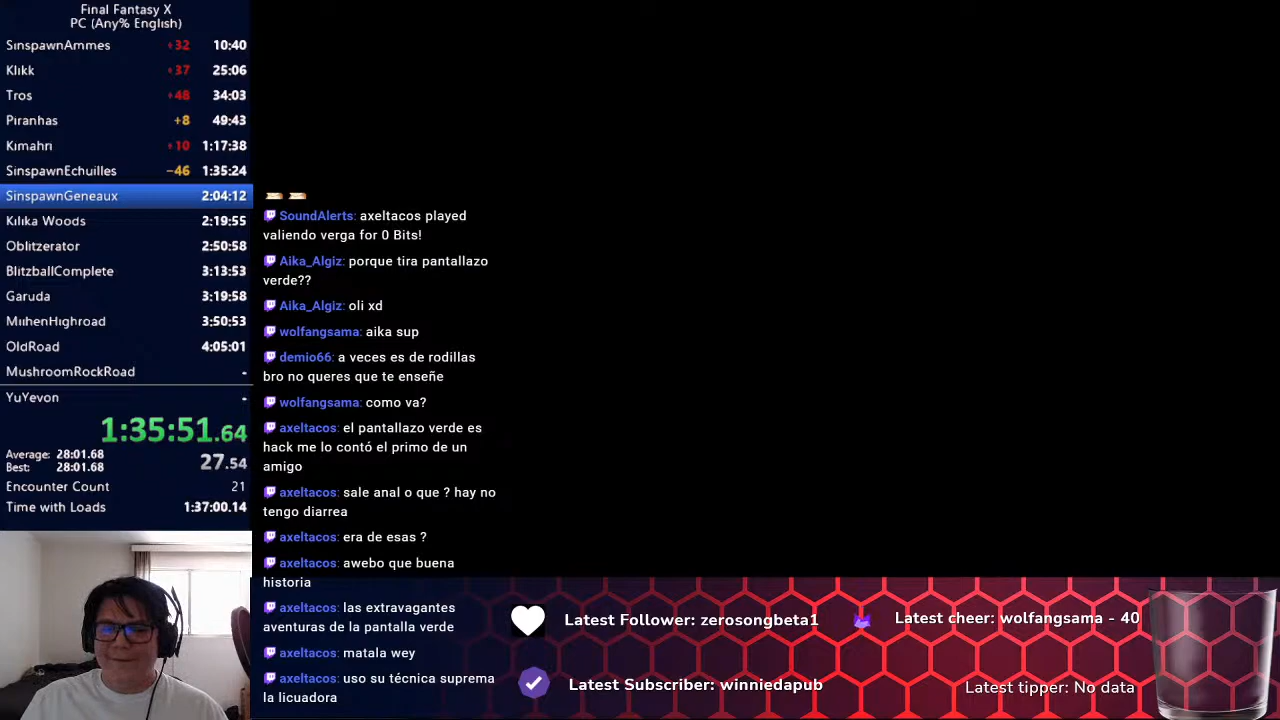 Final Fantasy X
PC (Any% English)
SinspawnAmmes +32 10:40
Klikk +37 25:06
Tros +48 34:03
Piranhas +8 49:43
Kimahri +10 1:17:38
SinspawnEchuilles −46 1:35:24
SinspawnGeneaux 2:04:12
Kilika Woods 2:19:55
Oblitzerator 2:50:58
BlitzballComplete 3:13:53
Garuda 3:19:58
MiihenHighroad 3:50:53
OldRoad 4:05:01
MushroomRockRoad -
YuYevon -
1:35:51.64
Average: 28:01.68
Best: 28:01.68
27.54
Encounter Count 21
Time with Loads 1:37:00.14
SoundAlerts: axeltacos played
valiendo verga for 0 Bits!
Aika_Algiz: porque tira pantallazo
verde??
Aika_Algiz: oli xd
wolfangsama: aika sup
demio66: a veces es de rodillas
bro no queres que te enseñe
wolfangsama: como va?
axeltacos: el pantallazo verde es
hack me lo contó el primo de un
amigo
axeltacos: sale anal o que ? hay no
tengo diarrea
axeltacos: era de esas ?
axeltacos: awebo que buena
historia
axeltacos: las extravagantes
aventuras de la pantalla verde
axeltacos: matala wey
axeltacos: uso su técnica suprema
la licuadora
Latest Follower: zerosongbeta1
Latest cheer: wolfangsama - 40
Latest Subscriber: winniedapub
Latest tipper: No data